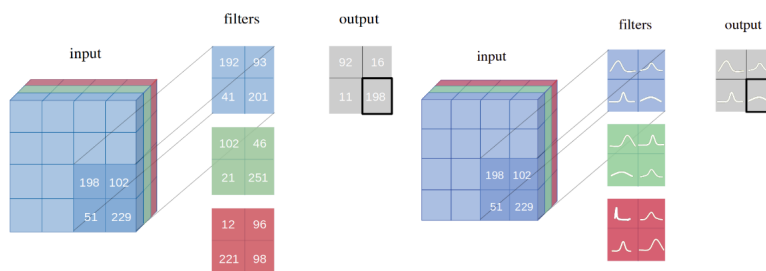 filters
output
input
192 93
41 201
92 16
11 198
102 46
21 251
198 102
51 229
12 96
221 98
filters
output
input
198 102
51 229